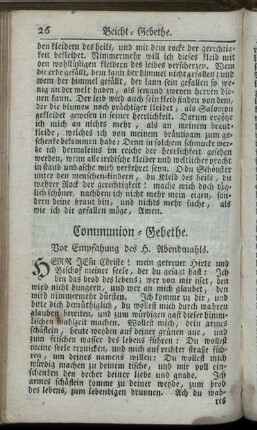 26 Beicht-Gebethe.
den kleidern des heils, und mit dem rocke der gerechtig-
keit bekleidet. Nimmermehr will ich dieses kleid mit
den wohllüstigen kleidern des leibes verscherzen. Wem
die erde gefällt, dem kann der himmel nicht gefallen; und
wem der himmel gefällt, der kann sein gefallen so we-
nig an der welt haben, als jemand zweyen herren die-
nen kann. Der leib wird auch sein kleid finden von dem,
der die blumen noch prächtiger kleidet, als Salomon
gekleidet gewesen in seiner herrlichkeit. Darum ergötze
ich mich an nichts mehr, als an meinem braut-
kleide, welches ich von meinem bräutigam zum ge-
schenke bekommen habe: Denn in solchem schmucke wer-
de ich dermaleins im reiche der herrlichkeit ewiglich
stehen, wenn alle irdische kleider und weltlicher pracht
im staub und asche wird verkehret seyn. O du Schönster
unter den menschenkindern, du Kleid des heils, du
wahrer Rock der gerechtigkeit! mache mich doch täg-
lich schöner, nachdem ich nicht mehr mein eigen, son-
dern deine braut bin, und nichts mehr suche, als
wie ich dir gefallen möge, Amen.
Communion-Gebethe.
Vor Empfahung des H. Abendmahls.
HERR JEsu Christe! mein getreuer Hirte und
Bischof meiner seele, der du gesagt hast: Ich
bin das brod des lebens; wer von mir isset, den
wird nicht hungern, und wer an mich glaubet, den
wird nimmermehr dürsten. Ich komme zu dir, und
bitte dich demüthiglich, du wollest mich durch wahren
glauben bereiten, und zum würdigen gast dieser himm-
lischen mahlzeit machen. Wollest mich, dein armes
schäflein, heute weiden auf deiner grünen aue, und
zum frischen wasser des lebens führen: Du wollest
meine seele erquicken, und mich auf rechter straße füh-
ren, um deines namens willen: Du wollest mich
würdig machen zu deinem tische, und mir voll ein-
schenken den becher deiner liebe und gnade. Ich
armes schäflein komme zu deiner weyde, zum brod
des lebens, zum lebendigen brunnen. Ach du wah-
res